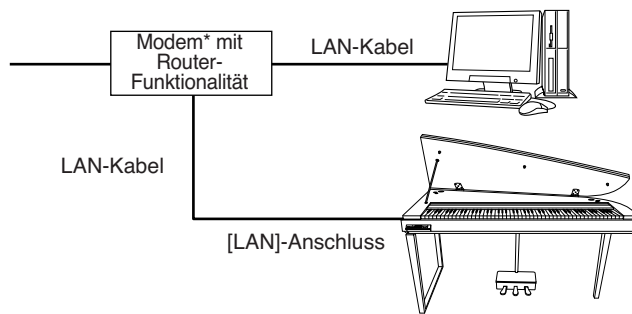 Modem* mit
Router-
Funktionalität
LAN-Kabel
LAN-Kabel
[LAN]-Anschluss